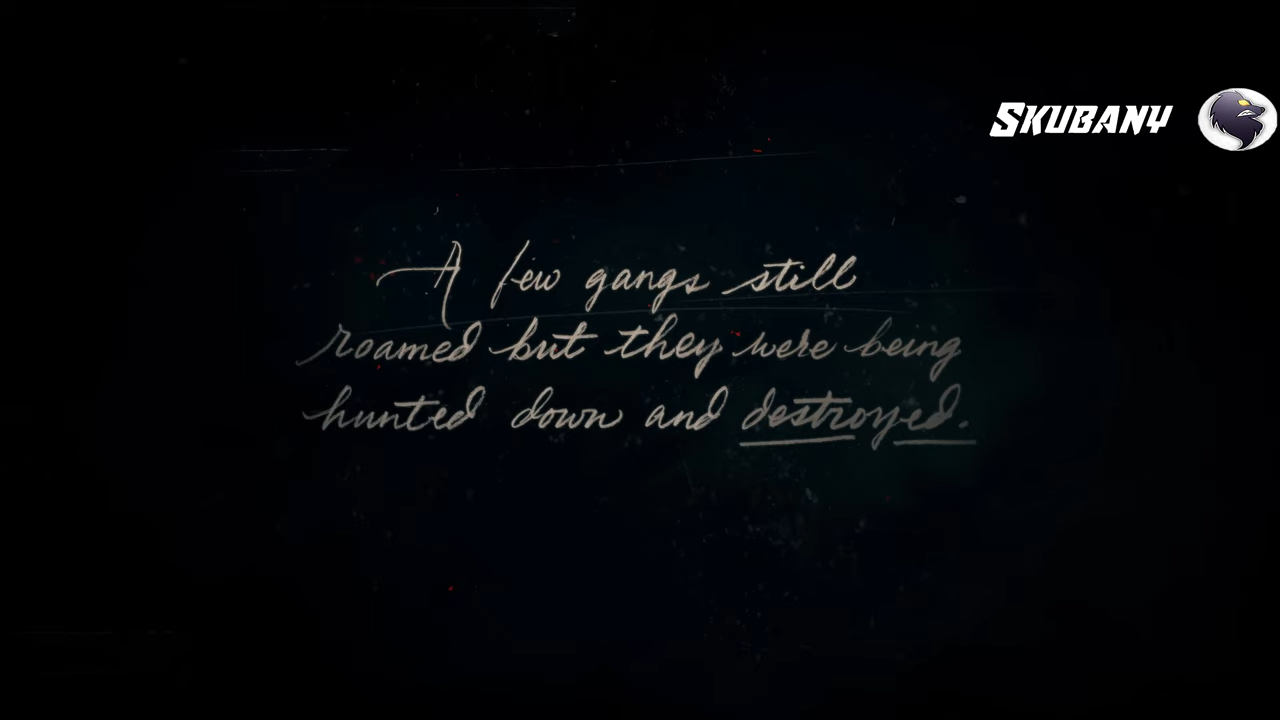 SKUBANY
A few gangs still
roamed but they were being
hunted down and destroyed.